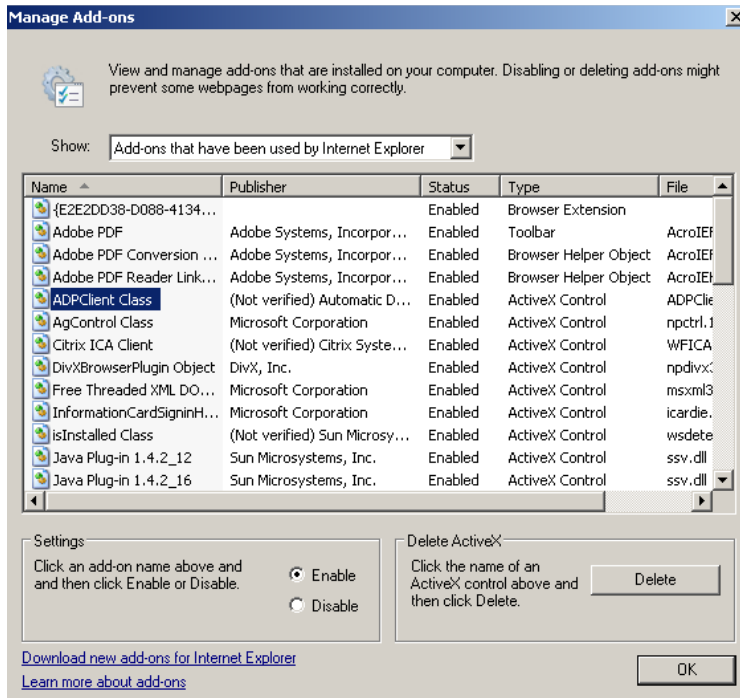 Manage Add-ons
View and manage add-ons that are installed on your computer. Disabling or deleting add-ons might
prevent some webpages from working correctly.
Show: Add-ons that have been used by Internet Explorer
Name Publisher Status Type File
{E2E2DD38-D088-4134... Enabled Browser Extension
Adobe PDF Adobe Systems, Incorpor... Enabled Toolbar AcroIEF
Adobe PDF Conversion ... Adobe Systems, Incorpor... Enabled Browser Helper Object AcroIEF
Adobe PDF Reader Link... Adobe Systems, Incorpor... Enabled Browser Helper Object AcroIEH
ADPClient Class (Not verified) Automatic D... Enabled ActiveX Control ADPClie
AgControl Class Microsoft Corporation Enabled ActiveX Control npctrl.1
Citrix ICA Client (Not verified) Citrix Syste... Enabled ActiveX Control WFICA
DivXBrowserPlugin Object DivX, Inc. Enabled ActiveX Control npdivx3
Free Threaded XML DO... Microsoft Corporation Enabled ActiveX Control msxml3
InformationCardSigninH... Microsoft Corporation Enabled ActiveX Control icardie.
isInstalled Class (Not verified) Sun Microsy... Enabled ActiveX Control wsdete
Java Plug-in 1.4.2_12 Sun Microsystems, Inc. Enabled ActiveX Control ssv.dll
Java Plug-in 1.4.2_16 Sun Microsystems, Inc. Enabled ActiveX Control ssv.dll
Settings
Click an add-on name above and
and then click Enable or Disable.
Enable
Disable
Delete ActiveX
Click the name of an
ActiveX control above and
then click Delete.
Delete
Download new add-ons for Internet Explorer
Learn more about add-ons
OK